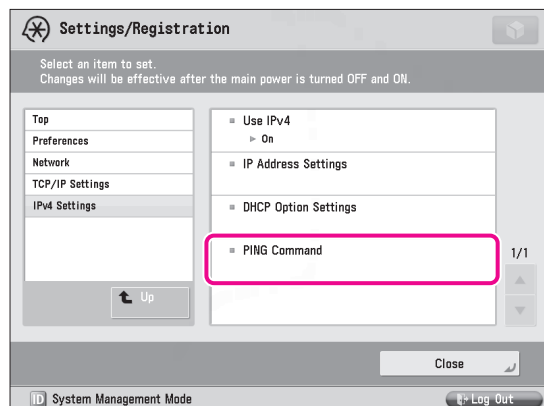 Settings/Registration
Select an item to set.
Changes will be effective after the main power is turned OFF and ON.
Top
Preferences
Network
TCP/IP Settings
IPv4 Settings
Up
Use IPv4
On
IP Address Settings
DHCP Option Settings
PING Command
1/1
Close
ID System Management Mode
Log Out